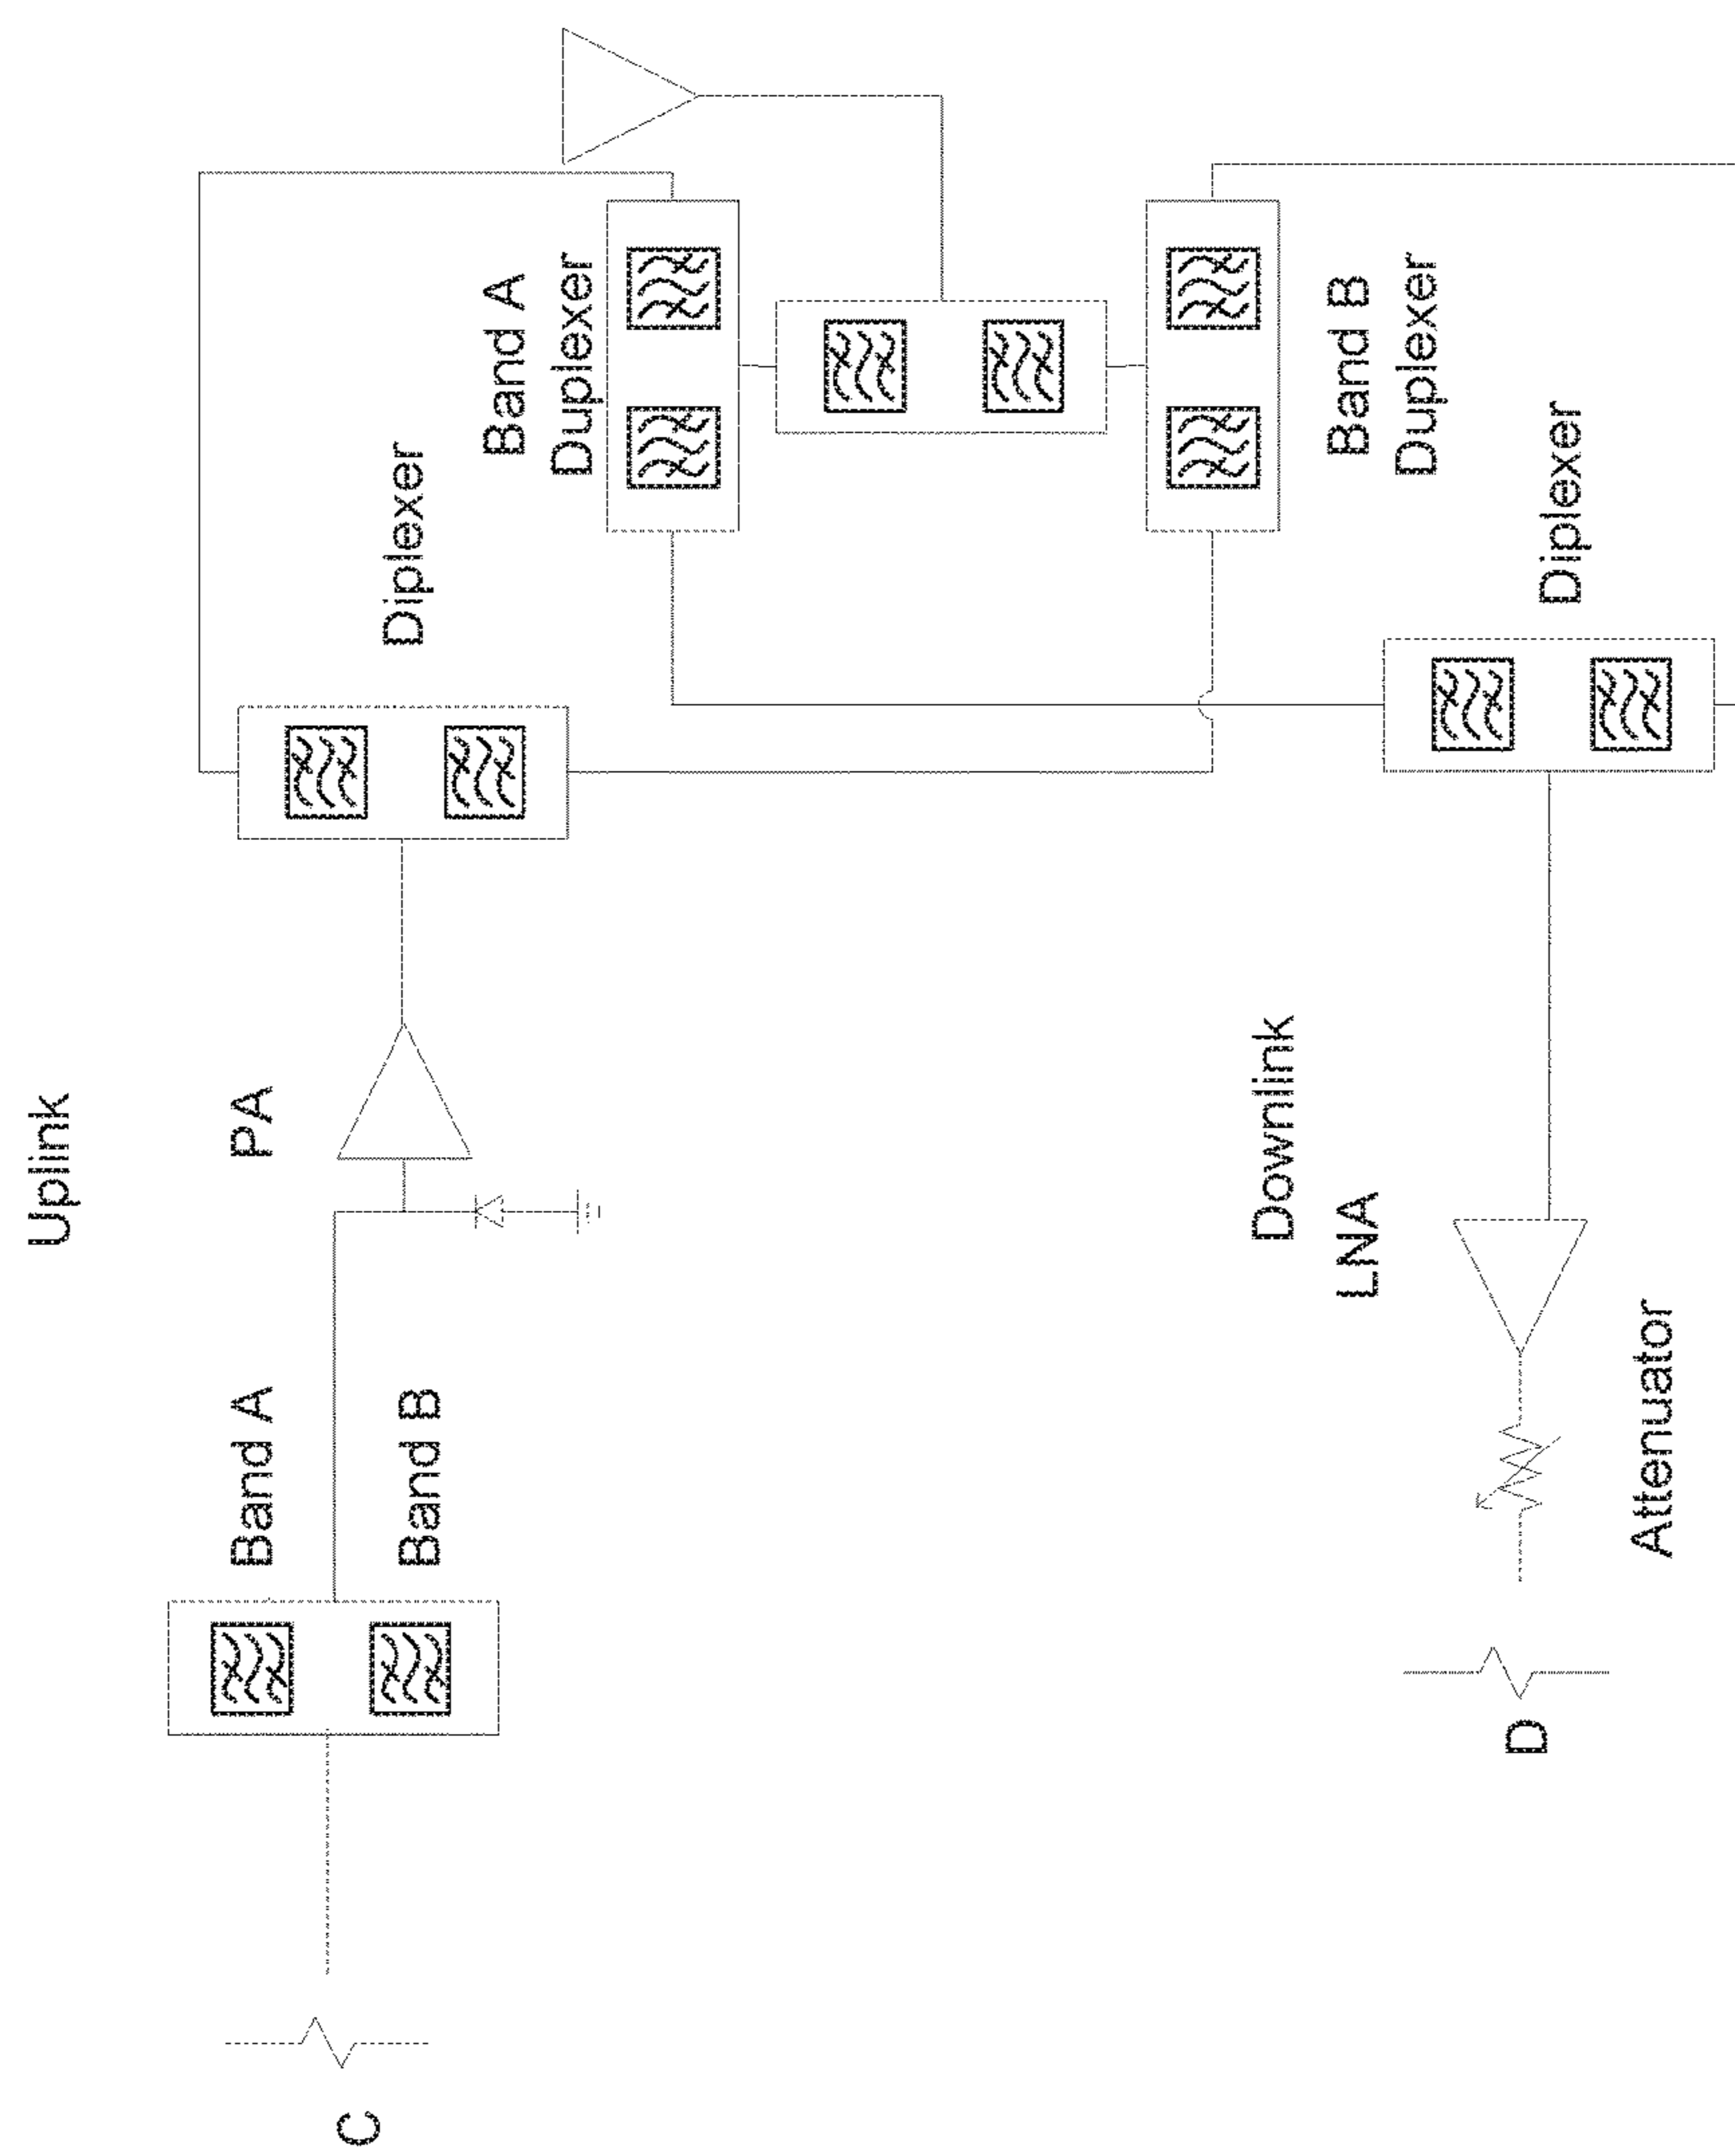 Uplink
C
Band A
Band B
PA
Diplexer
Band A
Duplexer
Band B
Duplexer
Downlink
LNA
D
Attenuator
Diplexer